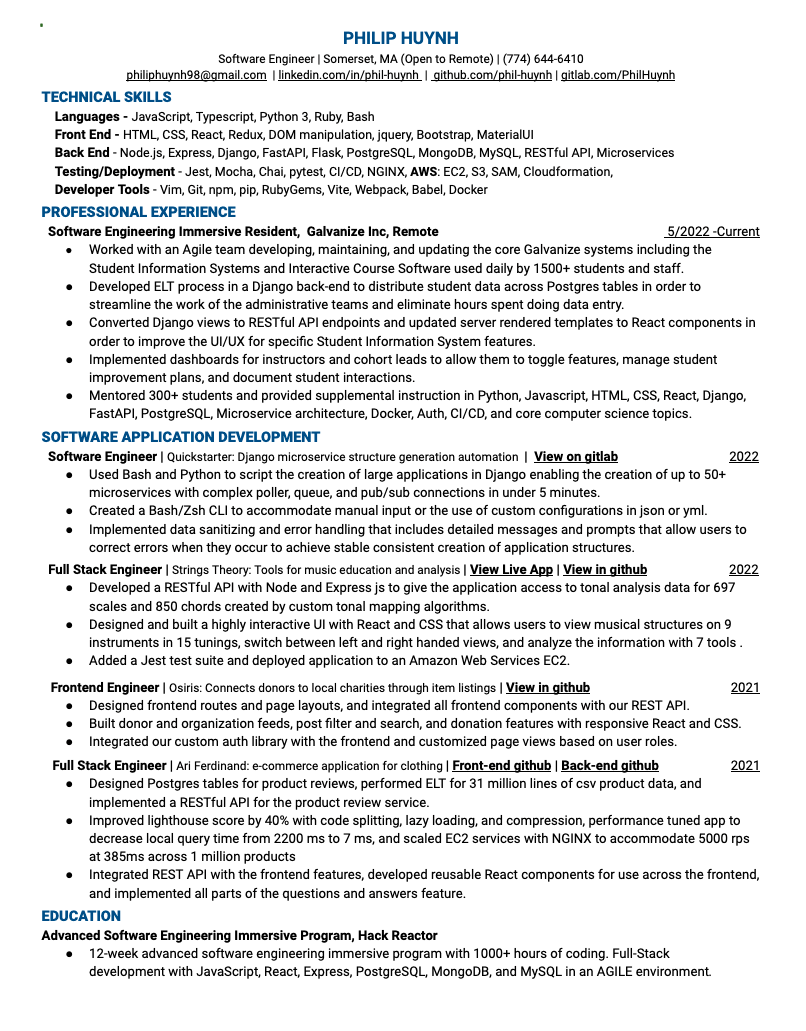 PHILIP HUYNH
Software Engineer | Somerset, MA (Open to Remote) | (774) 644-6410
philiphuynh98@gmail.com | linkedin.com/in/phil-huynh | github.com/phil-huynh | gitlab.com/PhilHuynh
TECHNICAL SKILLS
Languages - JavaScript, Typescript, Python 3, Ruby, Bash
Front End - HTML, CSS, React, Redux, DOM manipulation, jquery, Bootstrap, MaterialUI
Back End - Node.js, Express, Django, FastAPI, Flask, PostgreSQL, MongoDB, MySQL, RESTful API, Microservices
Testing/Deployment - Jest, Mocha, Chai, pytest, CI/CD, NGINX, AWS: EC2, S3, SAM, Cloudformation,
Developer Tools - Vim, Git, npm, pip, RubyGems, Vite, Webpack, Babel, Docker
PROFESSIONAL EXPERIENCE
Software Engineering Immersive Resident, Galvanize Inc, Remote 5/2022 -Current
● Worked with an Agile team developing, maintaining, and updating the core Galvanize systems including the
Student Information Systems and Interactive Course Software used daily by 1500+ students and staff.
● Developed ELT process in a Django back-end to distribute student data across Postgres tables in order to
streamline the work of the administrative teams and eliminate hours spent doing data entry.
● Converted Django views to RESTful API endpoints and updated server rendered templates to React components in
order to improve the UI/UX for specific Student Information System features.
● Implemented dashboards for instructors and cohort leads to allow them to toggle features, manage student
improvement plans, and document student interactions.
● Mentored 300+ students and provided supplemental instruction in Python, Javascript, HTML, CSS, React, Django,
FastAPI, PostgreSQL, Microservice architecture, Docker, Auth, CI/CD, and core computer science topics.
SOFTWARE APPLICATION DEVELOPMENT
Software Engineer | Quickstarter: Django microservice structure generation automation | View on gitlab 2022
● Used Bash and Python to script the creation of large applications in Django enabling the creation of up to 50+
microservices with complex poller, queue, and pub/sub connections in under 5 minutes.
● Created a Bash/Zsh CLI to accommodate manual input or the use of custom configurations in json or yml.
● Implemented data sanitizing and error handling that includes detailed messages and prompts that allow users to
correct errors when they occur to achieve stable consistent creation of application structures.
Full Stack Engineer | Strings Theory: Tools for music education and analysis | View Live App | View in github 2022
● Developed a RESTful API with Node and Express js to give the application access to tonal analysis data for 697
scales and 850 chords created by custom tonal mapping algorithms.
● Designed and built a highly interactive UI with React and CSS that allows users to view musical structures on 9
instruments in 15 tunings, switch between left and right handed views, and analyze the information with 7 tools .
● Added a Jest test suite and deployed application to an Amazon Web Services EC2.
Frontend Engineer | Osiris: Connects donors to local charities through item listings | View in github 2021
● Designed frontend routes and page layouts, and integrated all frontend components with our REST API.
● Built donor and organization feeds, post filter and search, and donation features with responsive React and CSS.
● Integrated our custom auth library with the frontend and customized page views based on user roles.
Full Stack Engineer | Ari Ferdinand: e-commerce application for clothing | Front-end github | Back-end github 2021
● Designed Postgres tables for product reviews, performed ELT for 31 million lines of csv product data, and
implemented a RESTful API for the product review service.
● Improved lighthouse score by 40% with code splitting, lazy loading, and compression, performance tuned app to
decrease local query time from 2200 ms to 7 ms, and scaled EC2 services with NGINX to accommodate 5000 rps
at 385ms across 1 million products
● Integrated REST API with the frontend features, developed reusable React components for use across the frontend,
and implemented all parts of the questions and answers feature.
EDUCATION
Advanced Software Engineering Immersive Program, Hack Reactor
● 12-week advanced software engineering immersive program with 1000+ hours of coding. Full-Stack
development with JavaScript, React, Express, PostgreSQL, MongoDB, and MySQL in an AGILE environment.